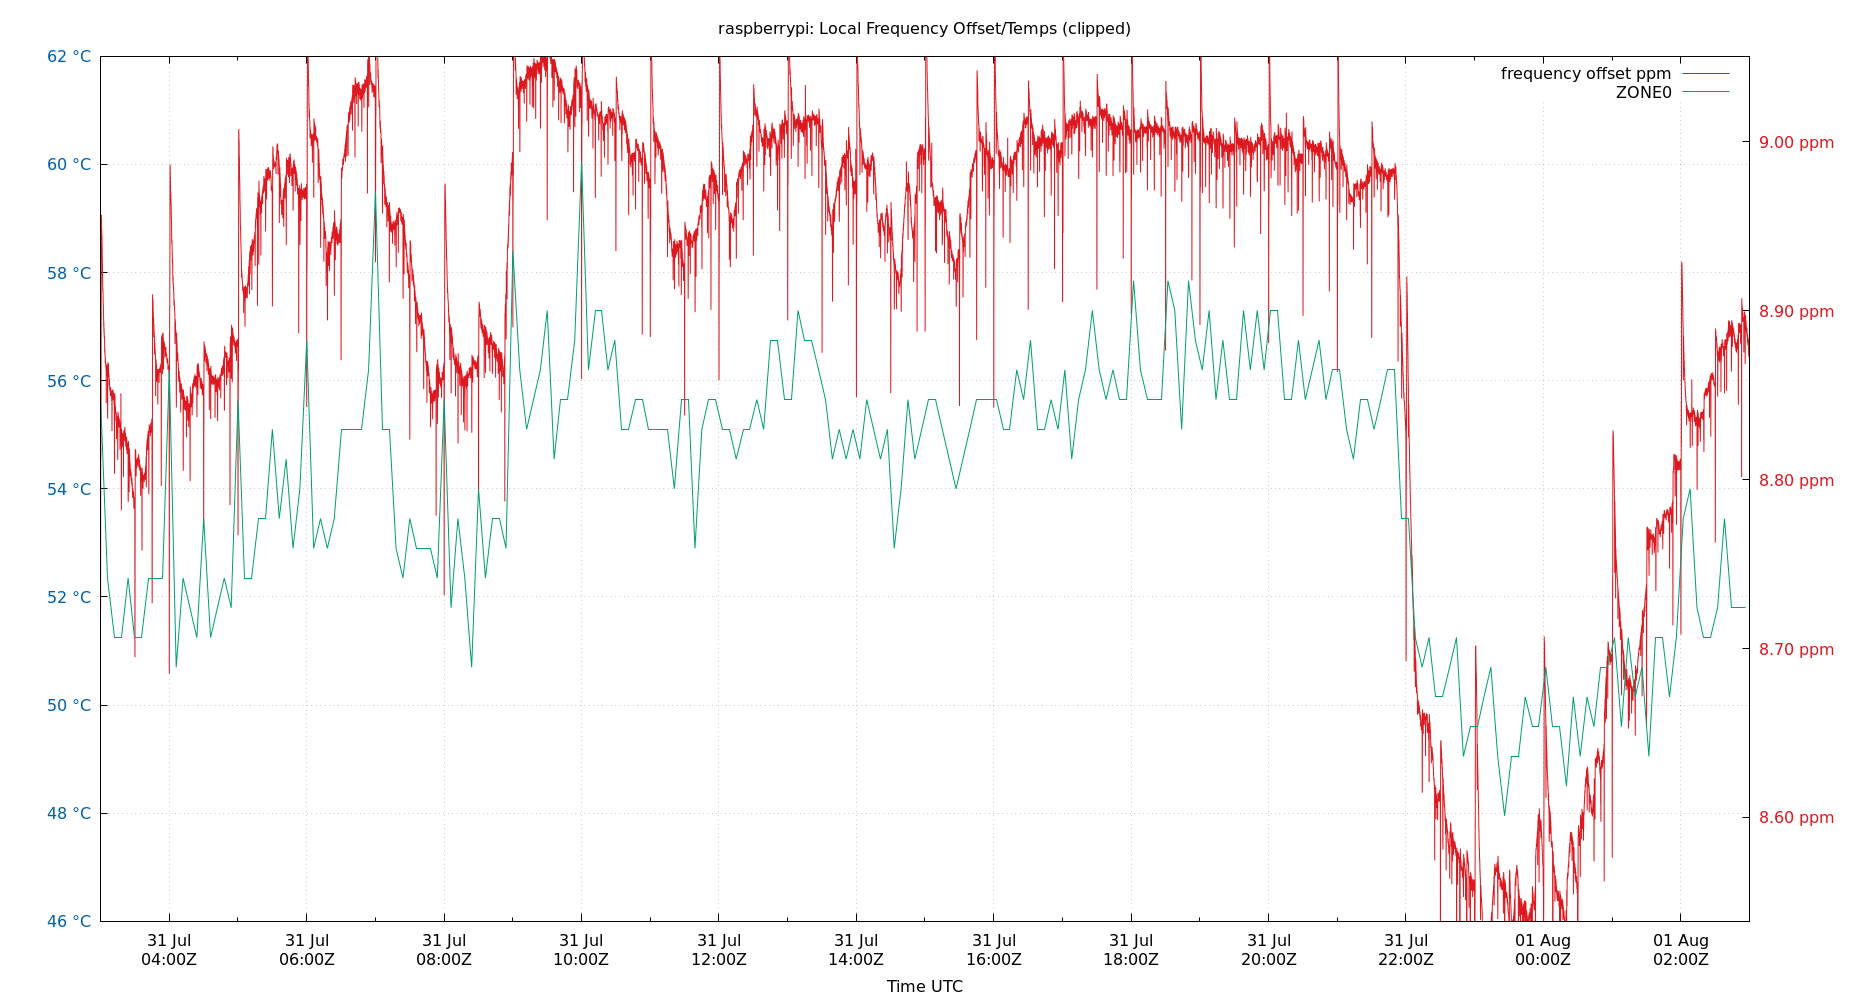 raspberrypi: Local Frequency Offset/Temps (clipped)
frequency offset ppm
ZONE0
62 °C
60 °C
58 °C
56 °C
54 °C
52 °C
50 °C
48 °C
46 °C
9.00 ppm
8.90 ppm
8.80 ppm
8.70 ppm
8.60 ppm
31 Jul
04:00Z
31 Jul
06:00Z
31 Jul
08:00Z
31 Jul
10:00Z
31 Jul
12:00Z
31 Jul
14:00Z
31 Jul
16:00Z
31 Jul
18:00Z
31 Jul
20:00Z
31 Jul
22:00Z
01 Aug
00:00Z
01 Aug
02:00Z
Time UTC